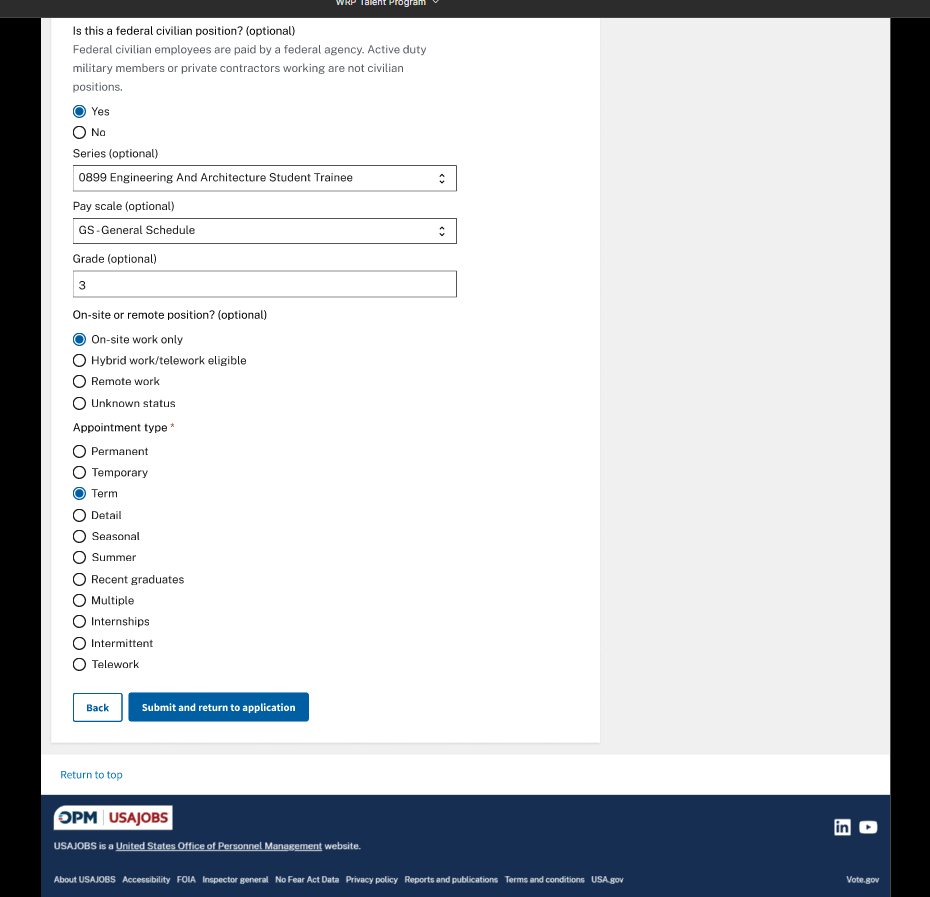 WRP Talent Program
Is this a federal civilian position? (optional)
Federal civilian employees are paid by a federal agency. Active duty
military members or private contractors working are not civilian
positions.
Yes
No
Series (optional)
0899 Engineering And Architecture Student Trainee
Pay scale (optional)
GS - General Schedule
Grade (optional)
3
On-site or remote position? (optional)
On-site work only
Hybrid work/telework eligible
Remote work
Unknown status
Appointment type *
Permanent
Temporary
Term
Detail
Seasonal
Summer
Recent graduates
Multiple
Internships
Intermittent
Telework
Back Submit and return to application
Return to top
OPM USAJOBS
in
USAJOBS is a United States Office of Personnel Management website.
About USAJOBS Accessibility FOIA Inspector general No Fear Act Data Privacy policy Reports and publications Terms and conditions USA.gov Vote.gov